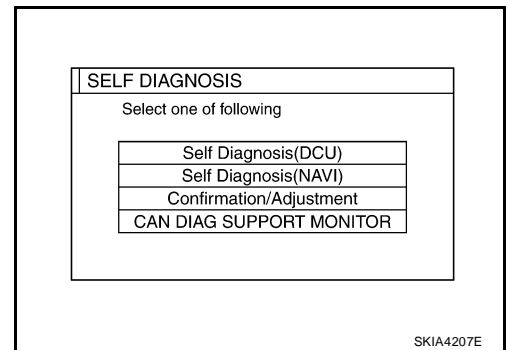 SELF DIAGNOSIS
Select one of following
Self Diagnosis(DCU)
Self Diagnosis(NAVI)
Confirmation/Adjustment
CAN DIAG SUPPORT MONITOR
SKIA4207E